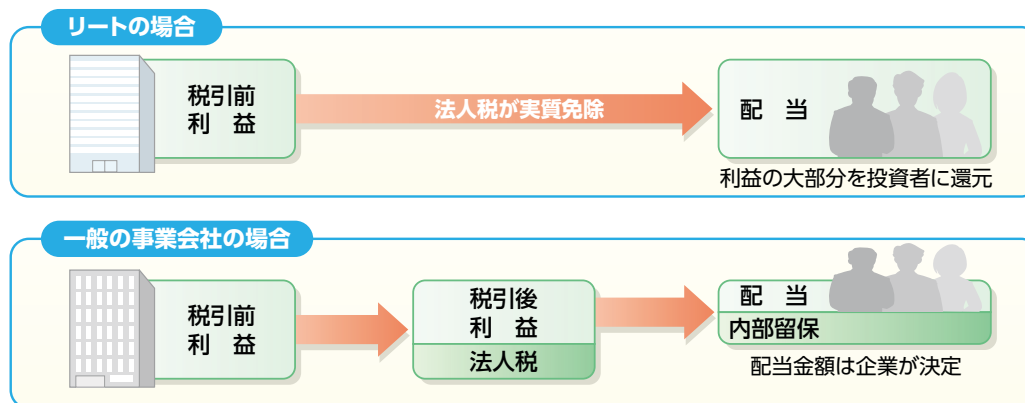 リートの場合
税引前
利　益
法人税が実質免除
配　当
利益の大部分を投資者に還元
一般の事業会社の場合
税引前
利　益
税引後
利　益
法人税
配　当
内部留保
配当金額は企業が決定